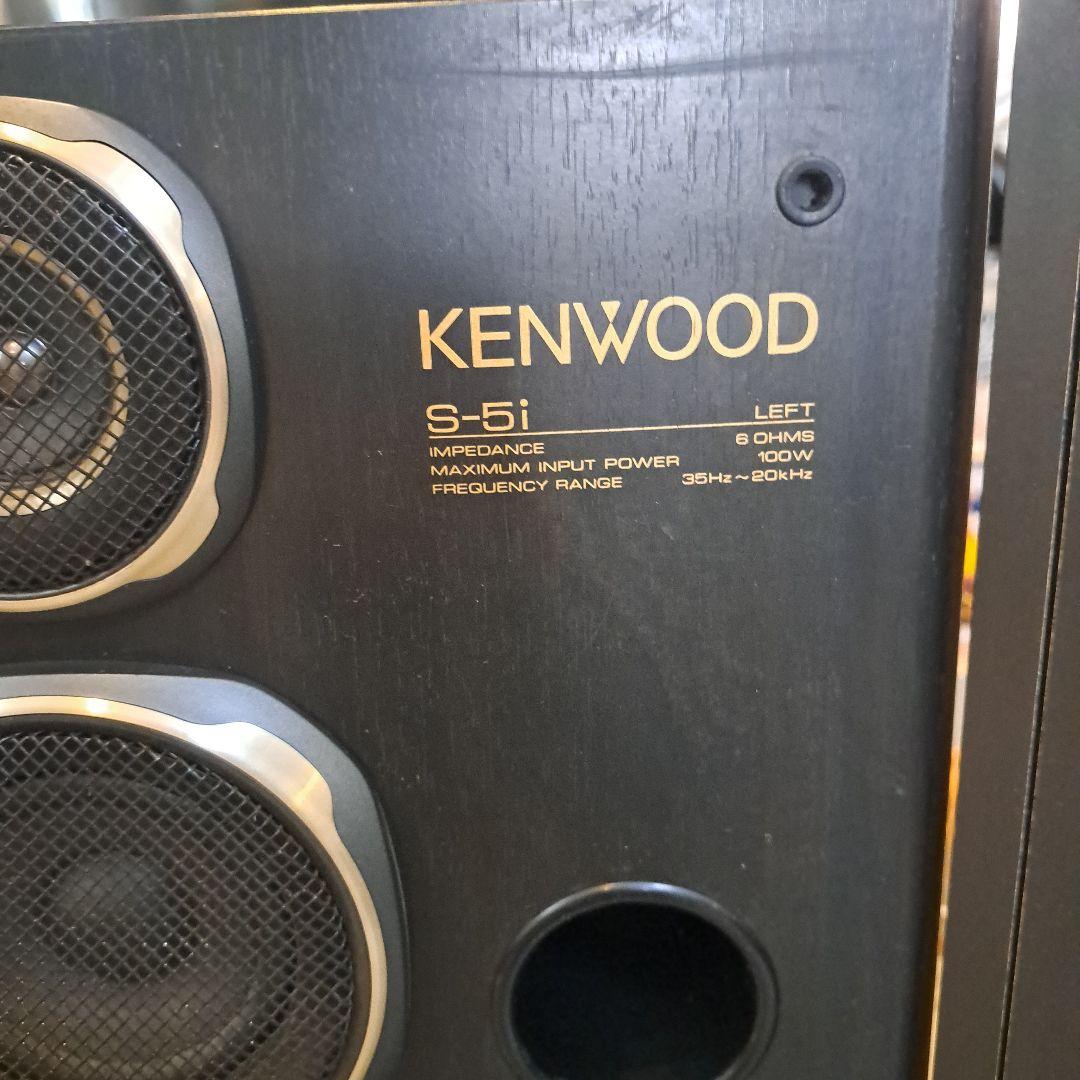 KENWOOD
S-5i LEFT
IMPEDANCE 6 OHMS
MAXIMUM INPUT POWER 100W
FREQUENCY RANGE 35Hz~20kHz